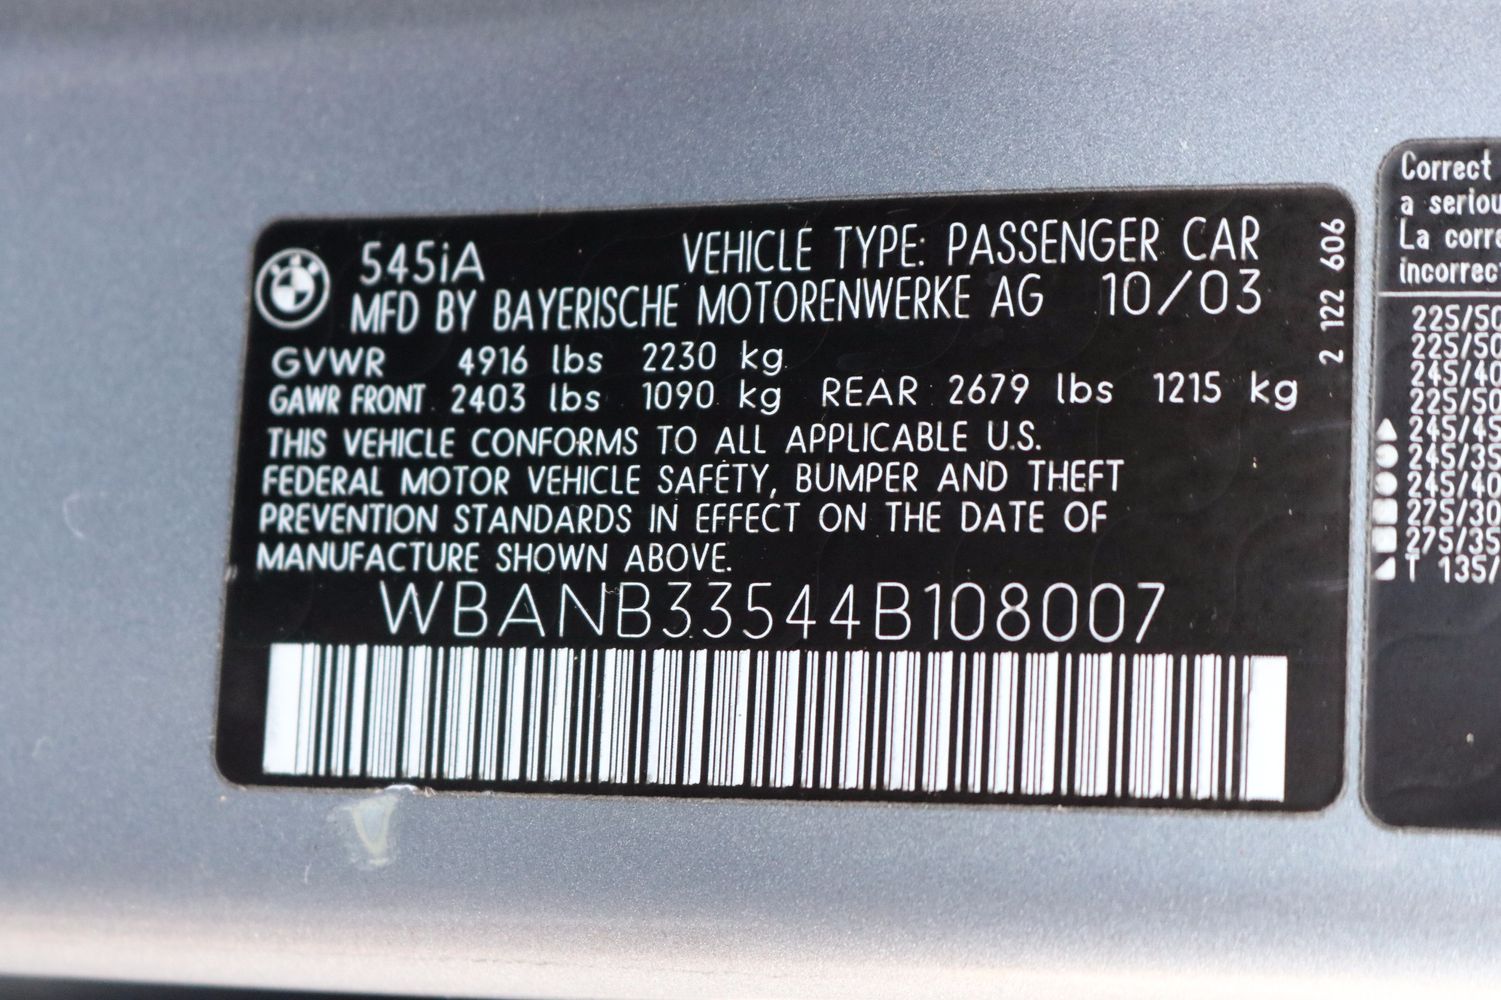 545iA VEHICLE TYPE: PASSENGER CAR
MFD BY BAYERISCHE MOTORENWERKE AG 10/03
GVWR 4916 lbs 2230 kg
GAWR FRONT 2403 lbs 1090 kg REAR 2679 lbs 1215 kg
THIS VEHICLE CONFORMS TO ALL APPLICABLE U.S.
FEDERAL MOTOR VEHICLE SAFETY, BUMPER AND THEFT
PREVENTION STANDARDS IN EFFECT ON THE DATE OF
MANUFACTURE SHOWN ABOVE.
WBANB33544B108007
2 122 606
Correct
a seriou
La corre
incorrect
225/50
225/50
245/40
225/50
245/45
245/35
245/40
275/30
275/35
T 135/